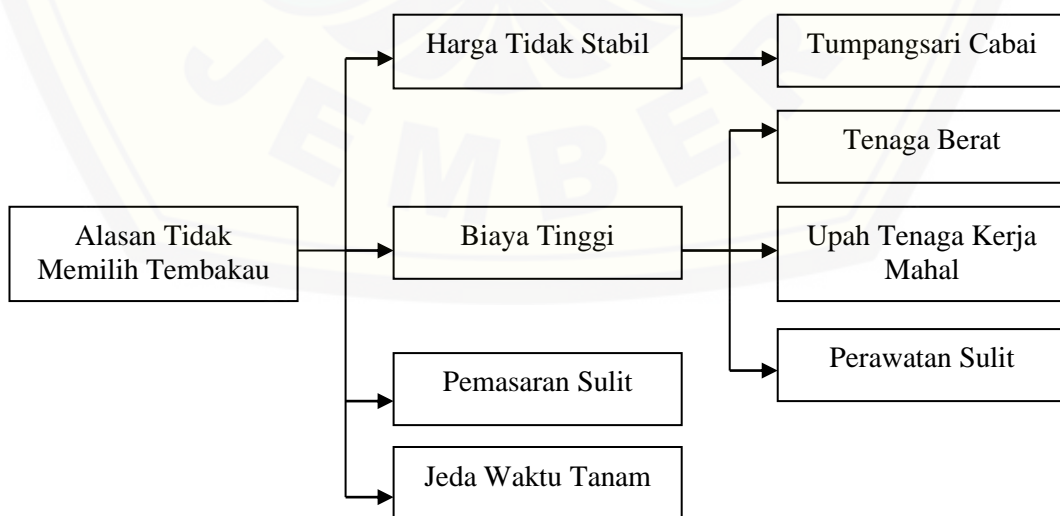 Harga Tidak Stabil
Tumpangsari Cabai
Tenaga Berat
Alasan Tidak
Memilih Tembakau
Biaya Tinggi
Upah Tenaga Kerja
Mahal
Perawatan Sulit
Pemasaran Sulit
Jeda Waktu Tanam
JEMBER